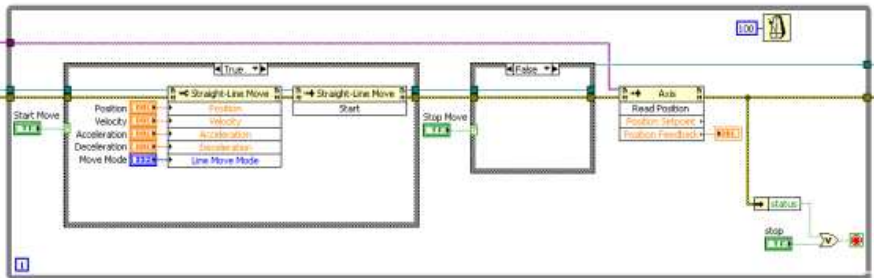 100
True
False
Straight-Line Move
Straight-Line Move
Axis
Position
Position
Start
Read Position
Start Move
Velocity
Velocity
Stop Move
Position Setpoint
Acceleration
Acceleration
Position Feedback
Deceleration
Deceleration
Move Mode
Line Move Mode
status
stop
i